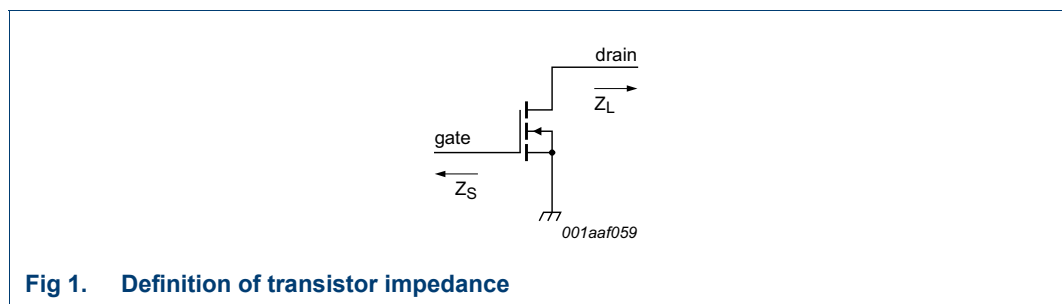 drain
Z_L
gate
Z_S
001aaf059
Fig 1. Definition of transistor impedance